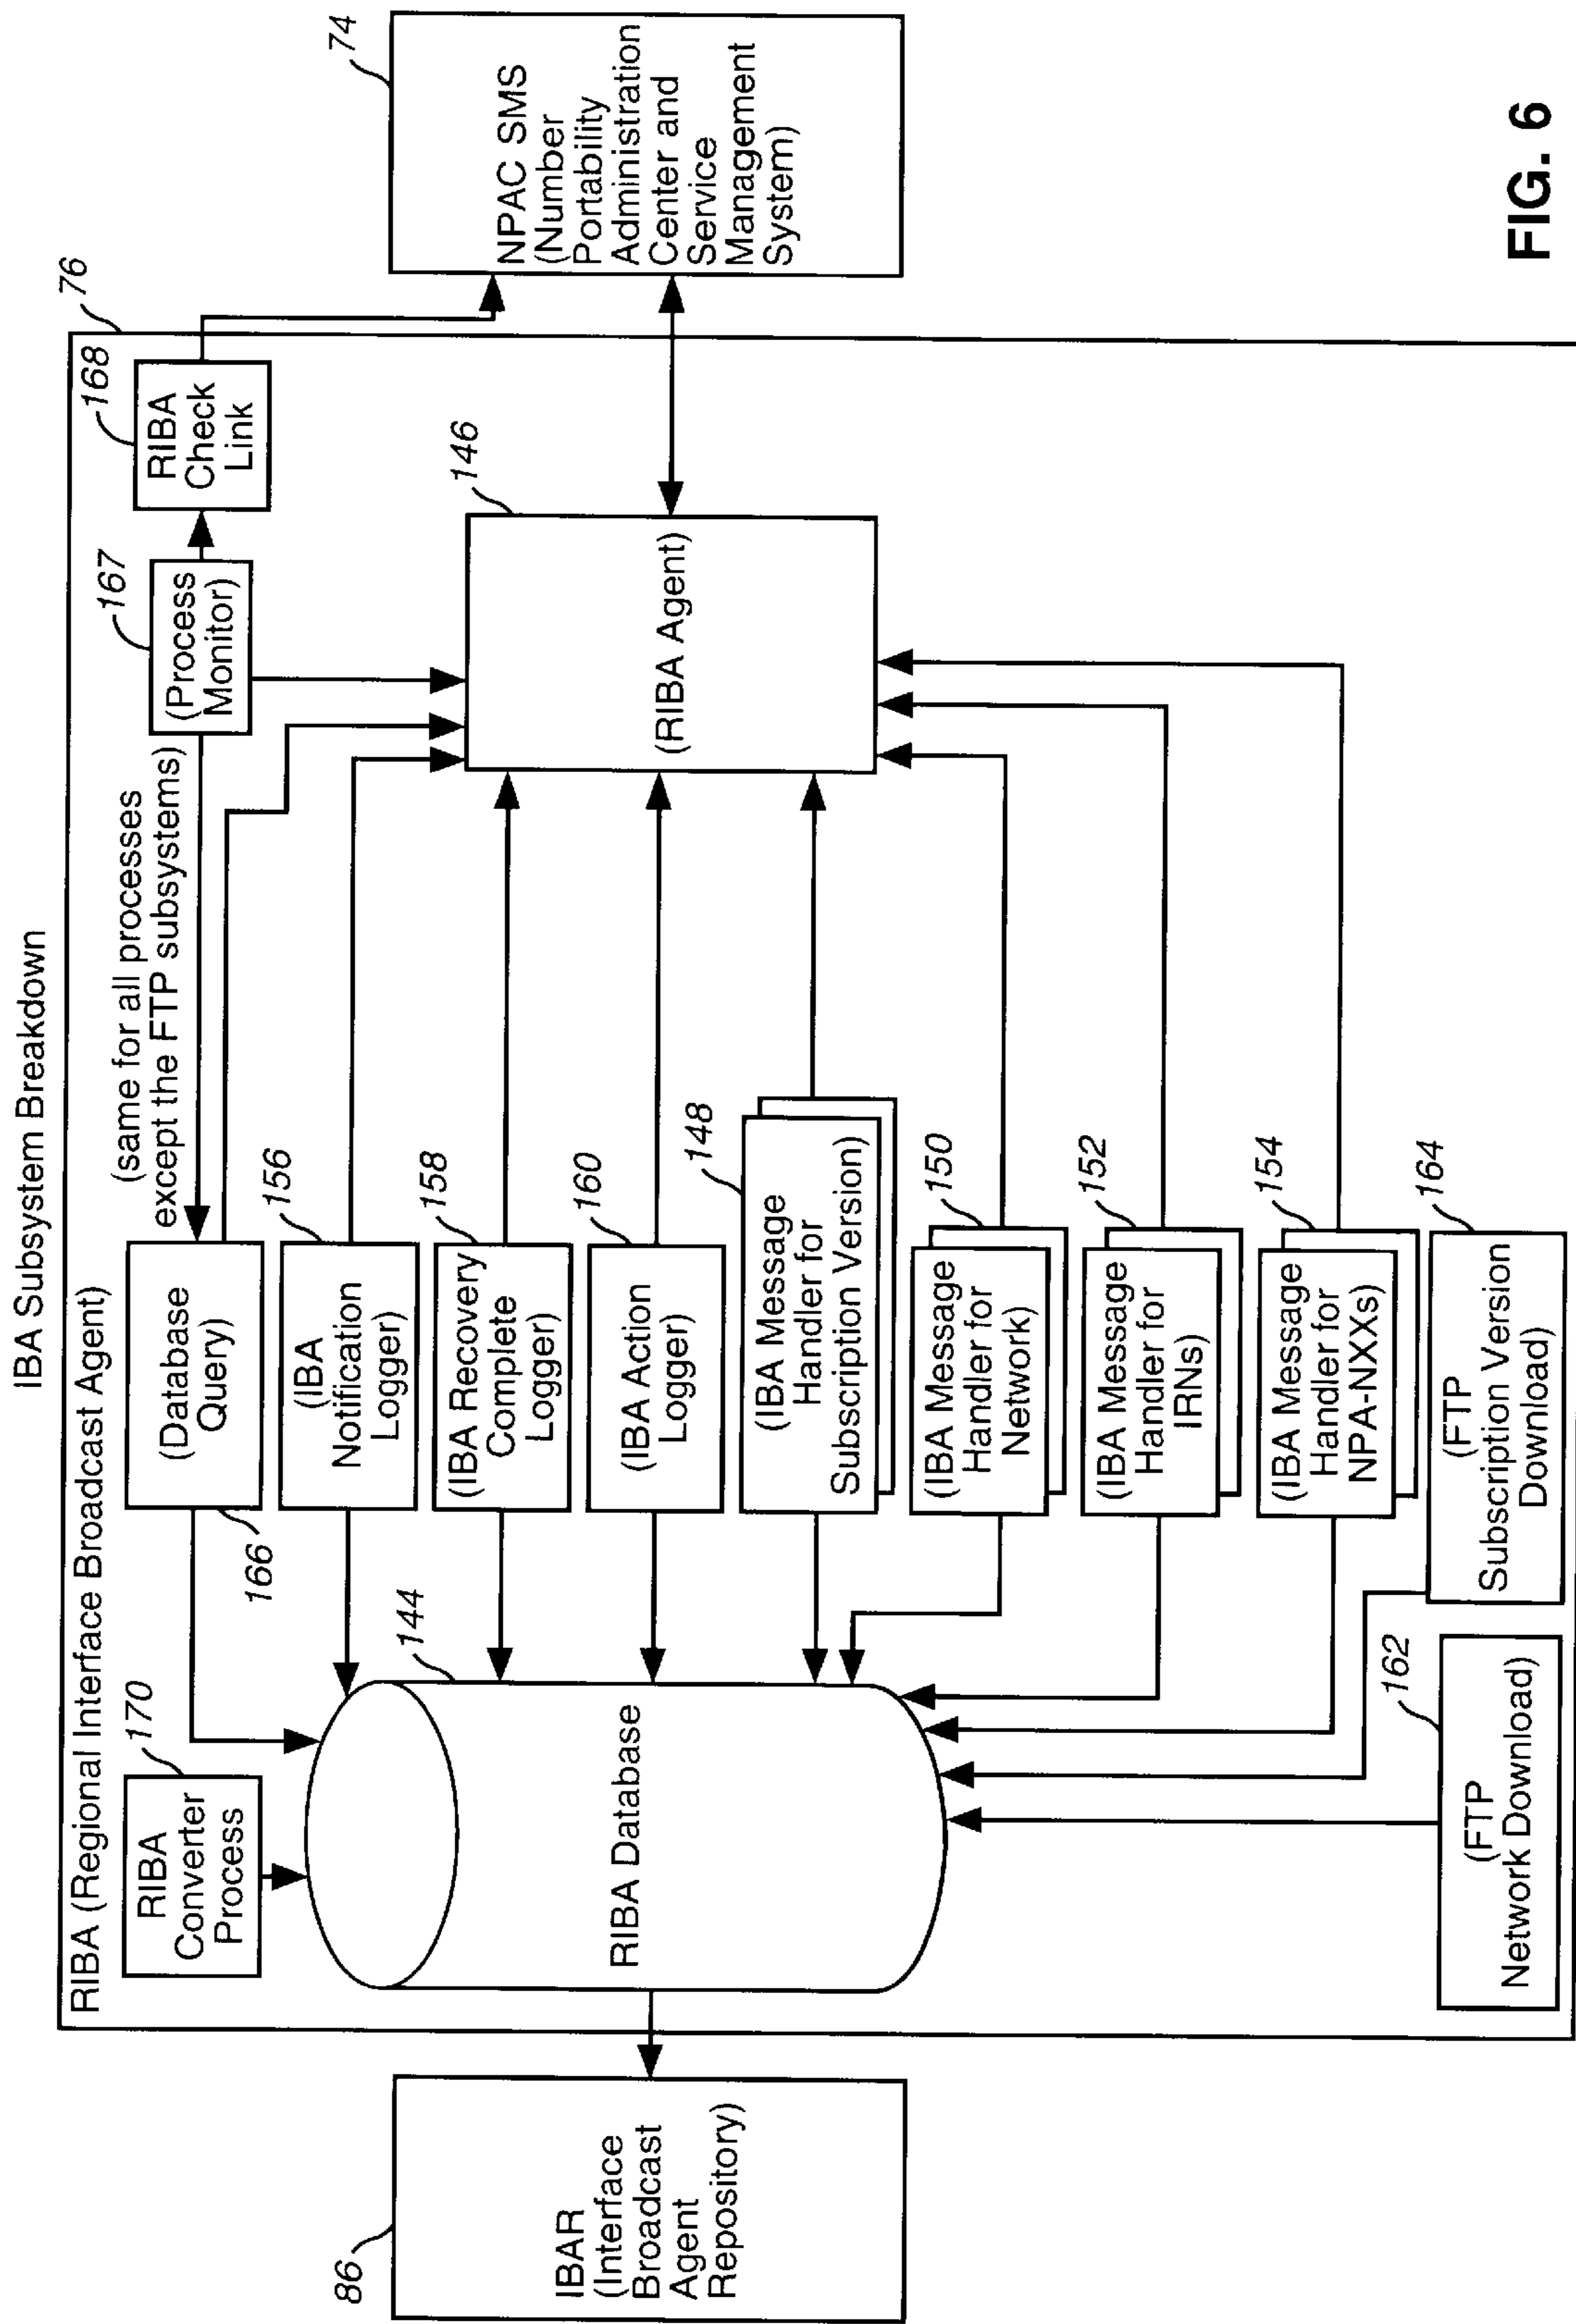 IBA Subsystem Breakdown
RIBA (Regional Interface Broadcast Agent)
76
86
IBAR
(Interface
Broadcast
Agent
Repository)
170
RIBA
Converter
Process
144
RIBA Database
166
(Database
Query)
(same for all processes
except the FTP subsystems)
167
(Process
Monitor)
168
RIBA
Check
Link
156
(IBA
Notification
Logger)
158
(IBA Recovery
Complete
Logger)
160
(IBA Action
Logger)
148
(IBA Message
Handler for
Subscription Version)
150
(IBA Message
Handler for
Network)
152
(IBA Message
Handler for
IRNs)
154
(IBA Message
Handler for
NPA-NXXs)
164
(FTP
Subscription Version
Download)
162
(FTP
Network Download)
146
(RIBA Agent)
74
NPAC SMS
(Number
Portability
Administration
Center and
Service
Management
System)
FIG. 6